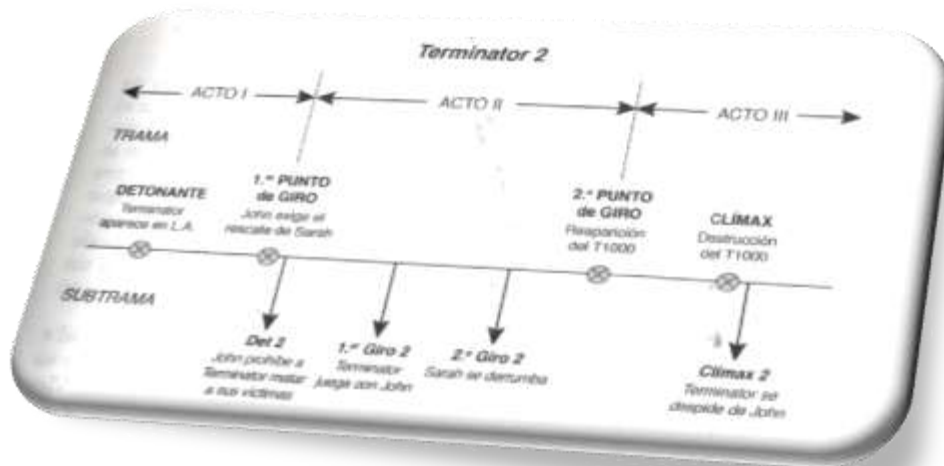 Terminator 2
ACTO I
ACTO II
ACTO III
TRAMA
DETONANTE
Terminator
aparece en L.A.
1.er PUNTO
de GIRO
John exige el
rescate de Sarah
2.º PUNTO
de GIRO
Reaparición
del T1000
CLÍMAX
Destrucción
del T1000
SUBTRAMA
Det 2
John prohíbe a
Terminator matar
a sus víctimas
1.er Giro 2
Terminator
juega con John
2.º Giro 2
Sarah se derrumba
Clímax 2
Terminator se
despide de John